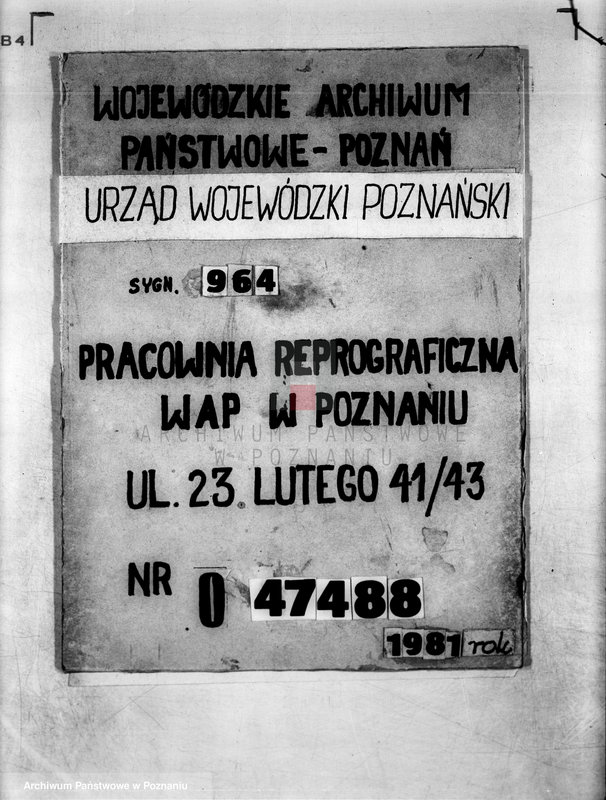 B4
WOJEWÓDZKIE ARCHIWUM
PAŃSTWOWE - POZNAŃ
URZĄD WOJEWÓDZKI POZNAŃSKI
SYGN. 964
PRACOWNIA REPROGRAFICZNA
WAP W POZNANIU
ARCHIWUM PAŃSTWOWE
W POZNANIU
UL. 23. LUTEGO 41/43
NR 0 47488
1981 rok
Archiwum Państwowe w Poznaniu